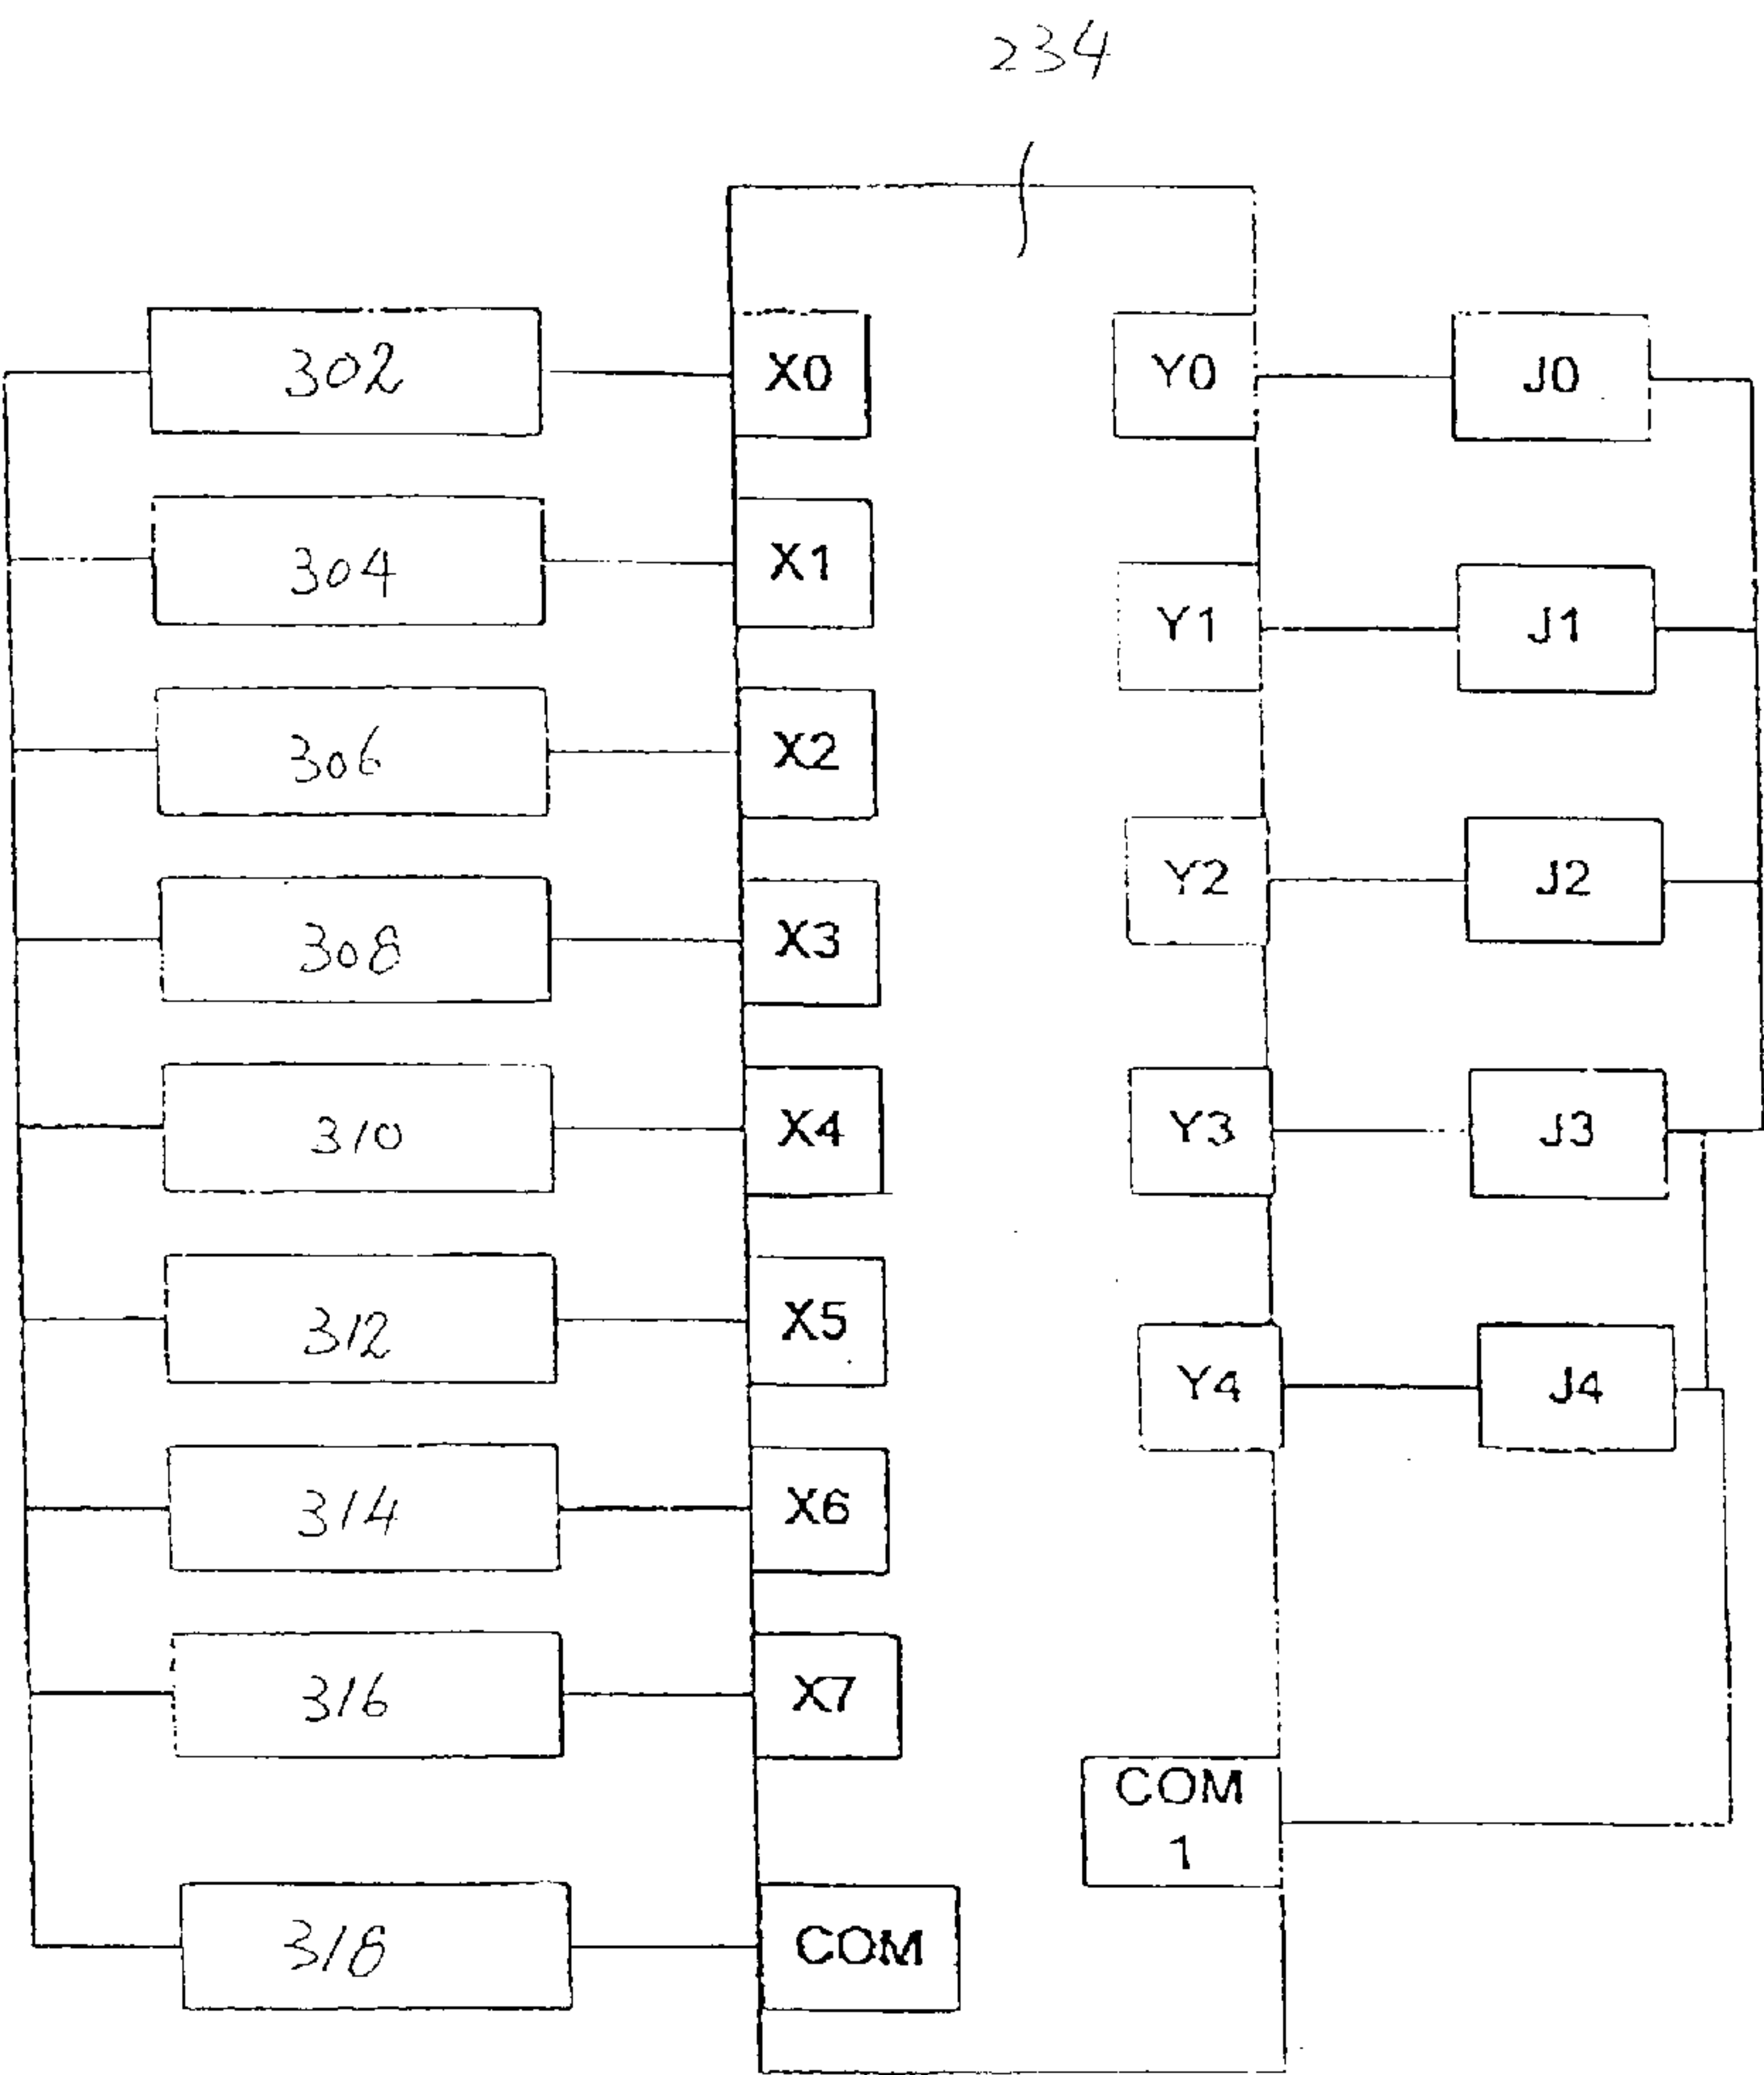 234
302 X0 Y0 J0
304 X1
Y1 J1
306 X2
Y2 J2
308 X3
310 X4 Y3 J3
312 X5
Y4 J4
314 X6
316 X7
COM
1
318 COM